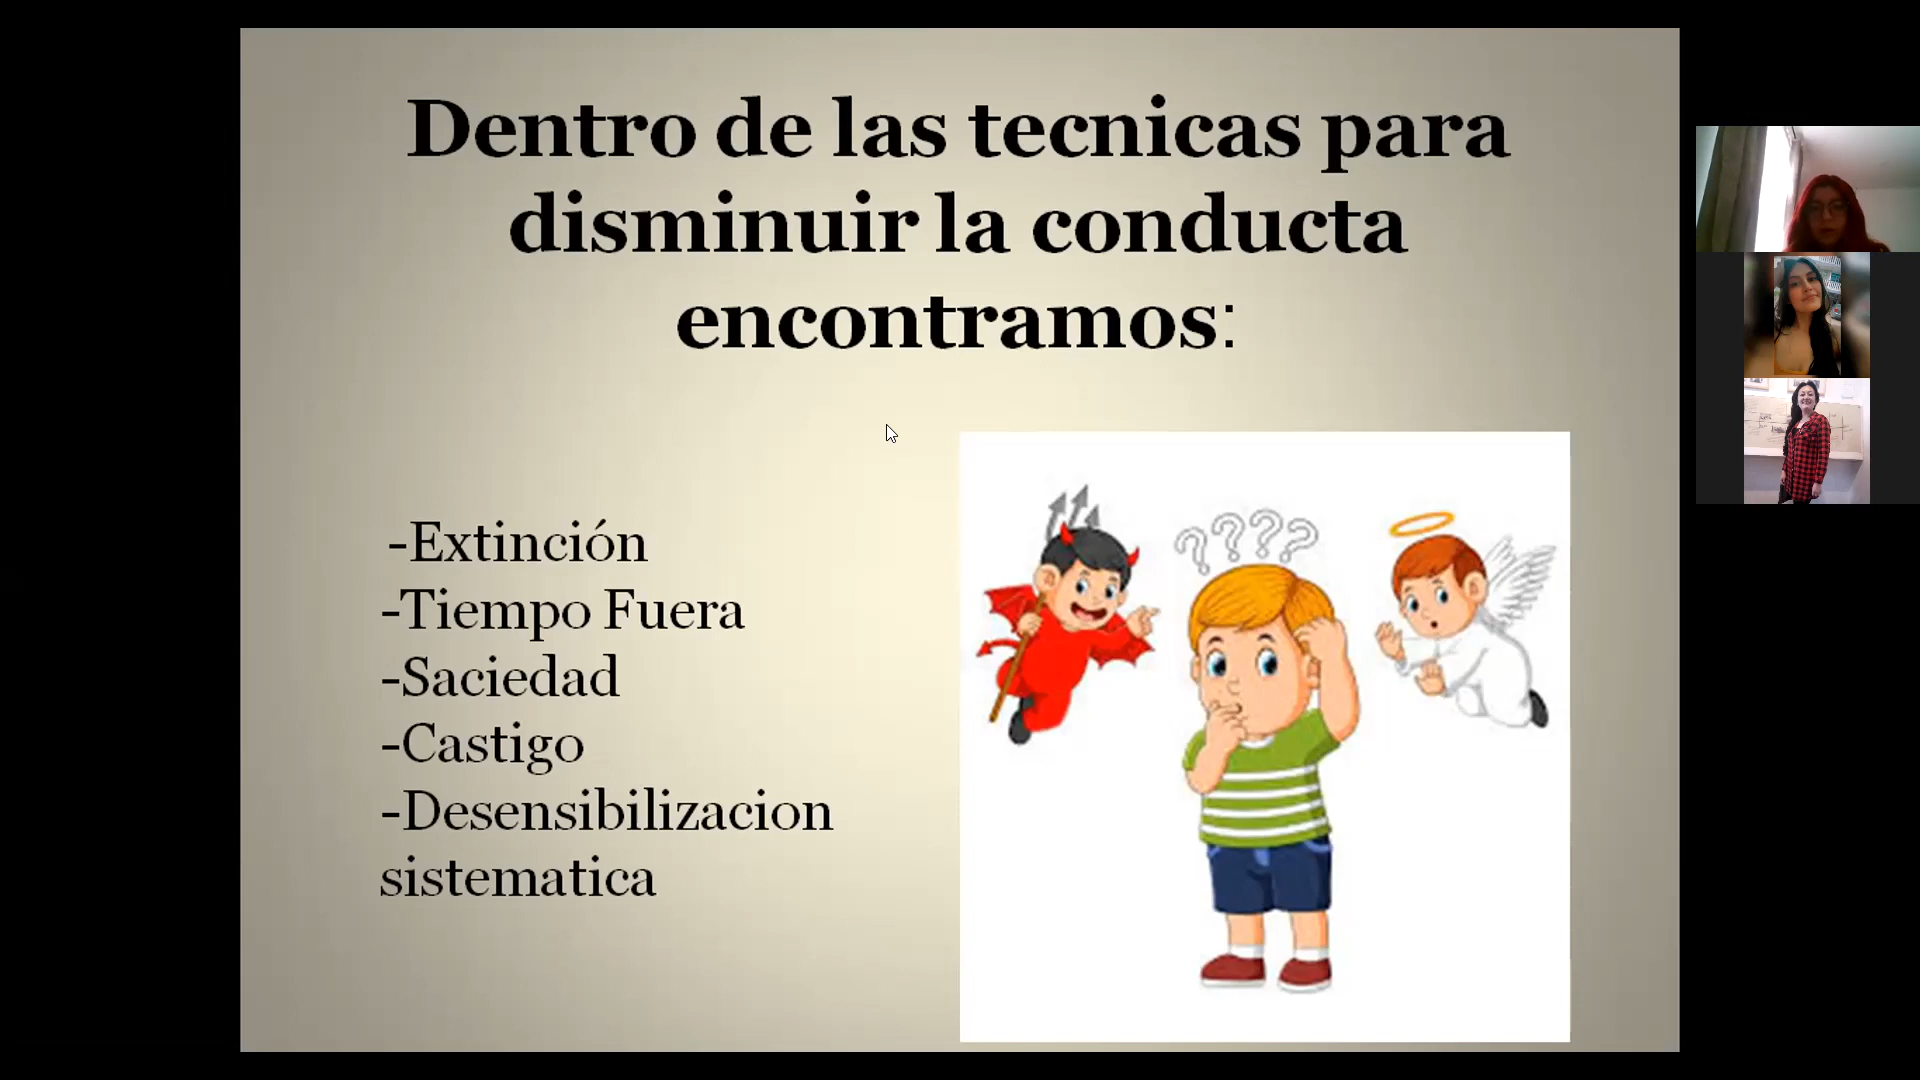 Dentro de las tecnicas para
disminuir la conducta
encontramos:
-Extinción
-Tiempo Fuera
-Saciedad
-Castigo
-Desensibilizacion
sistematica
????